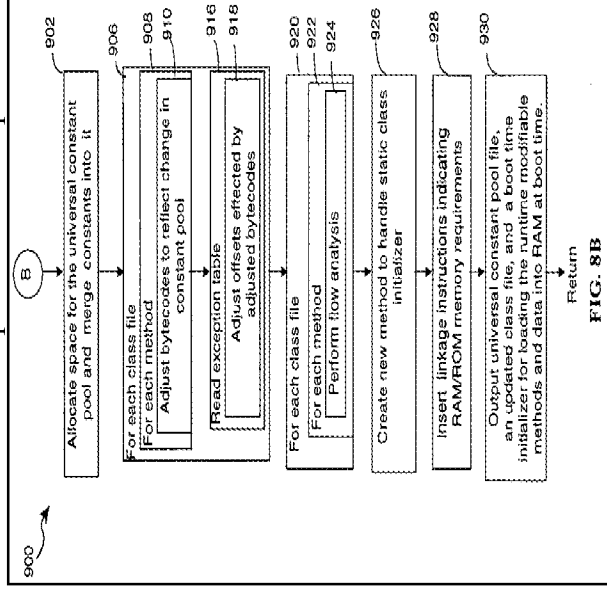 900
B
902
Allocate space for the universal constant
pool and merge constants into it
906
For each class file
908
For each method
910
Adjust bytecodes to reflect change in
constant pool
916
Read exception table
918
Adjust offsets effected by
adjusted bytecodes
920
For each class file
922
For each method
924
Perform flow analysis
926
Create new method to handle static class
initializer
928
Insert linkage instructions indicating
RAM/ROM memory requirements
930
Output universal constant pool file,
an updated class file, and a boot time
initializer for loading the runtime modifiable
methods and data into RAM at boot time.
Return
FIG. 8B